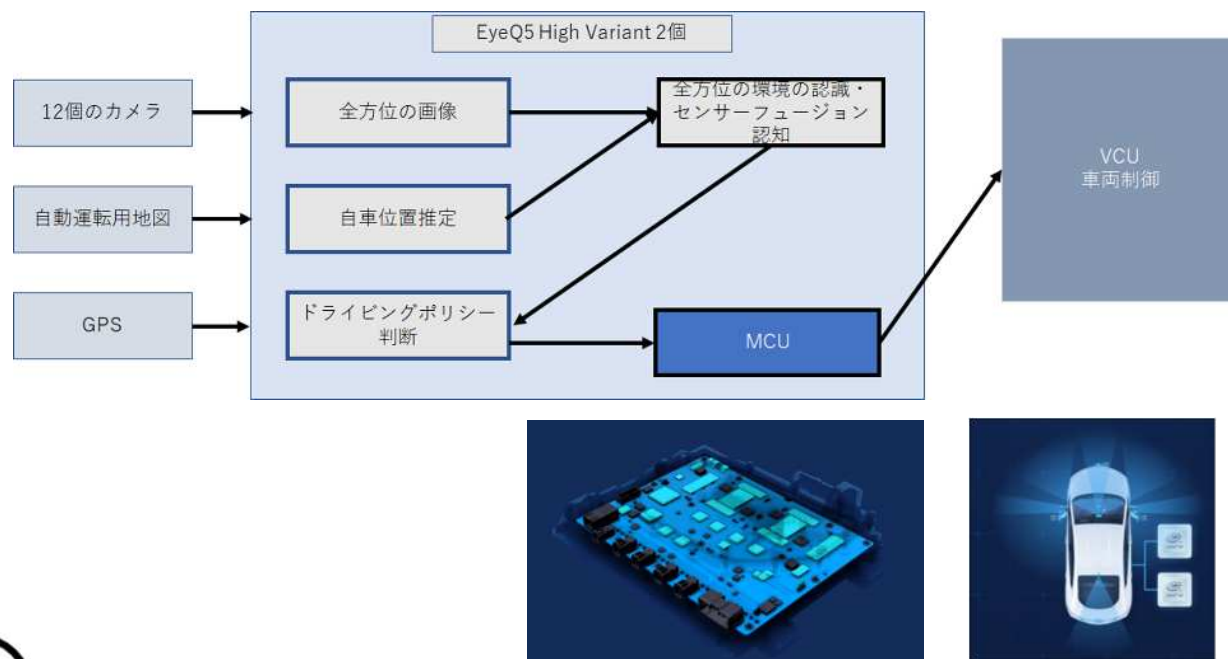 EyeQ5 High Variant 2個
12個のカメラ
全方位の画像
全方位の環境の認識・
センサーフュージョン
認知
VCU
車両制御
自動運転用地図
自車位置推定
GPS
ドライビングポリシー
判断
MCU